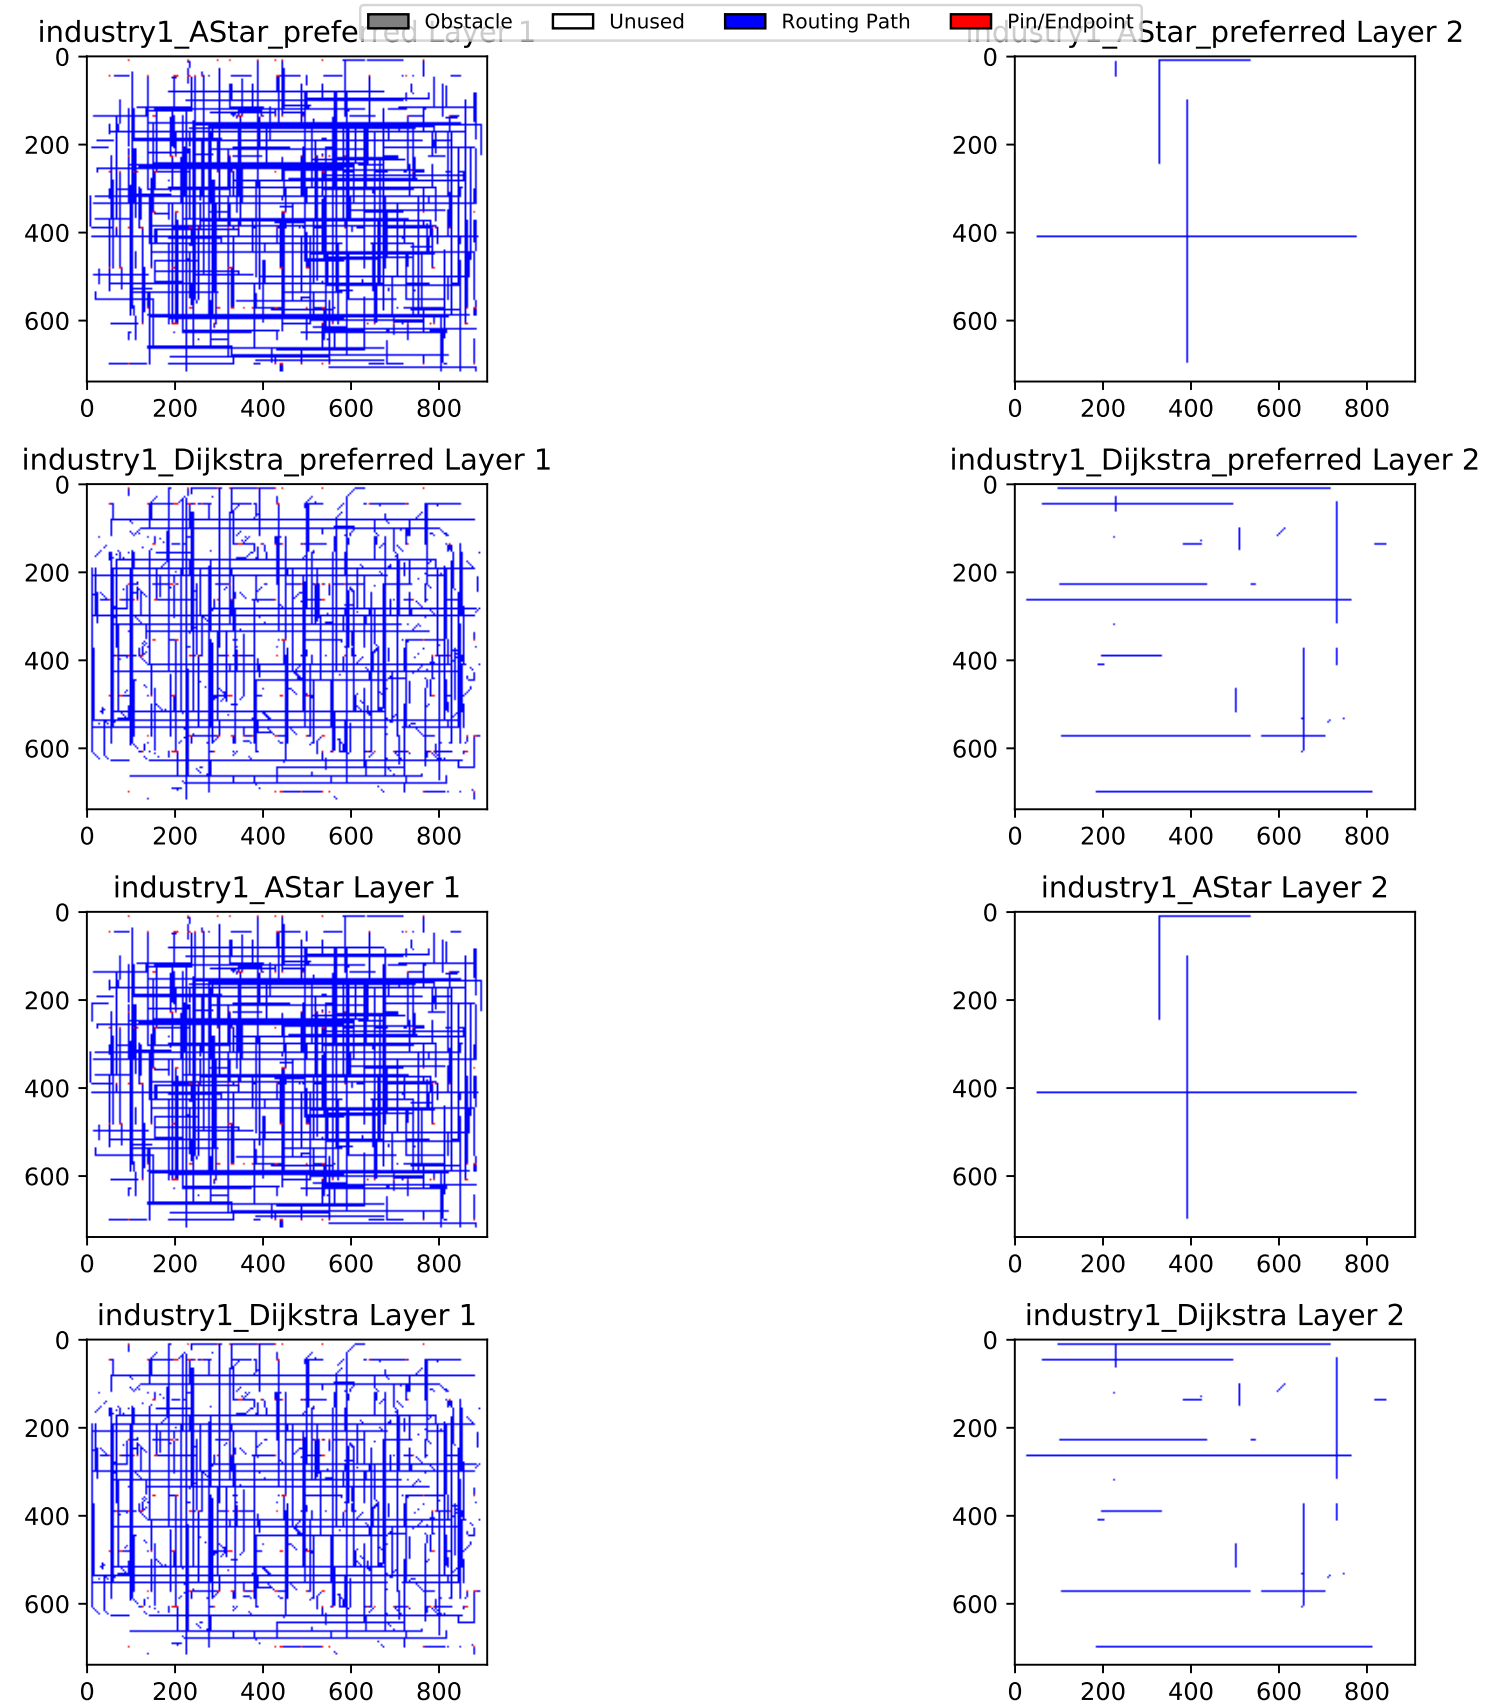 Obstacle Unused Routing Path Pin/Endpoint
industry1_AStar_preferred Layer 1
industry1_AStar_preferred Layer 2
0
200
400
600
0 200 400 600 800
0
200
400
600
0 200 400 600 800
industry1_Dijkstra_preferred Layer 1
industry1_Dijkstra_preferred Layer 2
0
200
400
600
0 200 400 600 800
0
200
400
600
0 200 400 600 800
industry1_AStar Layer 1
industry1_AStar Layer 2
0
200
400
600
0 200 400 600 800
0
200
400
600
0 200 400 600 800
industry1_Dijkstra Layer 1
industry1_Dijkstra Layer 2
0
200
400
600
0 200 400 600 800
0
200
400
600
0 200 400 600 800